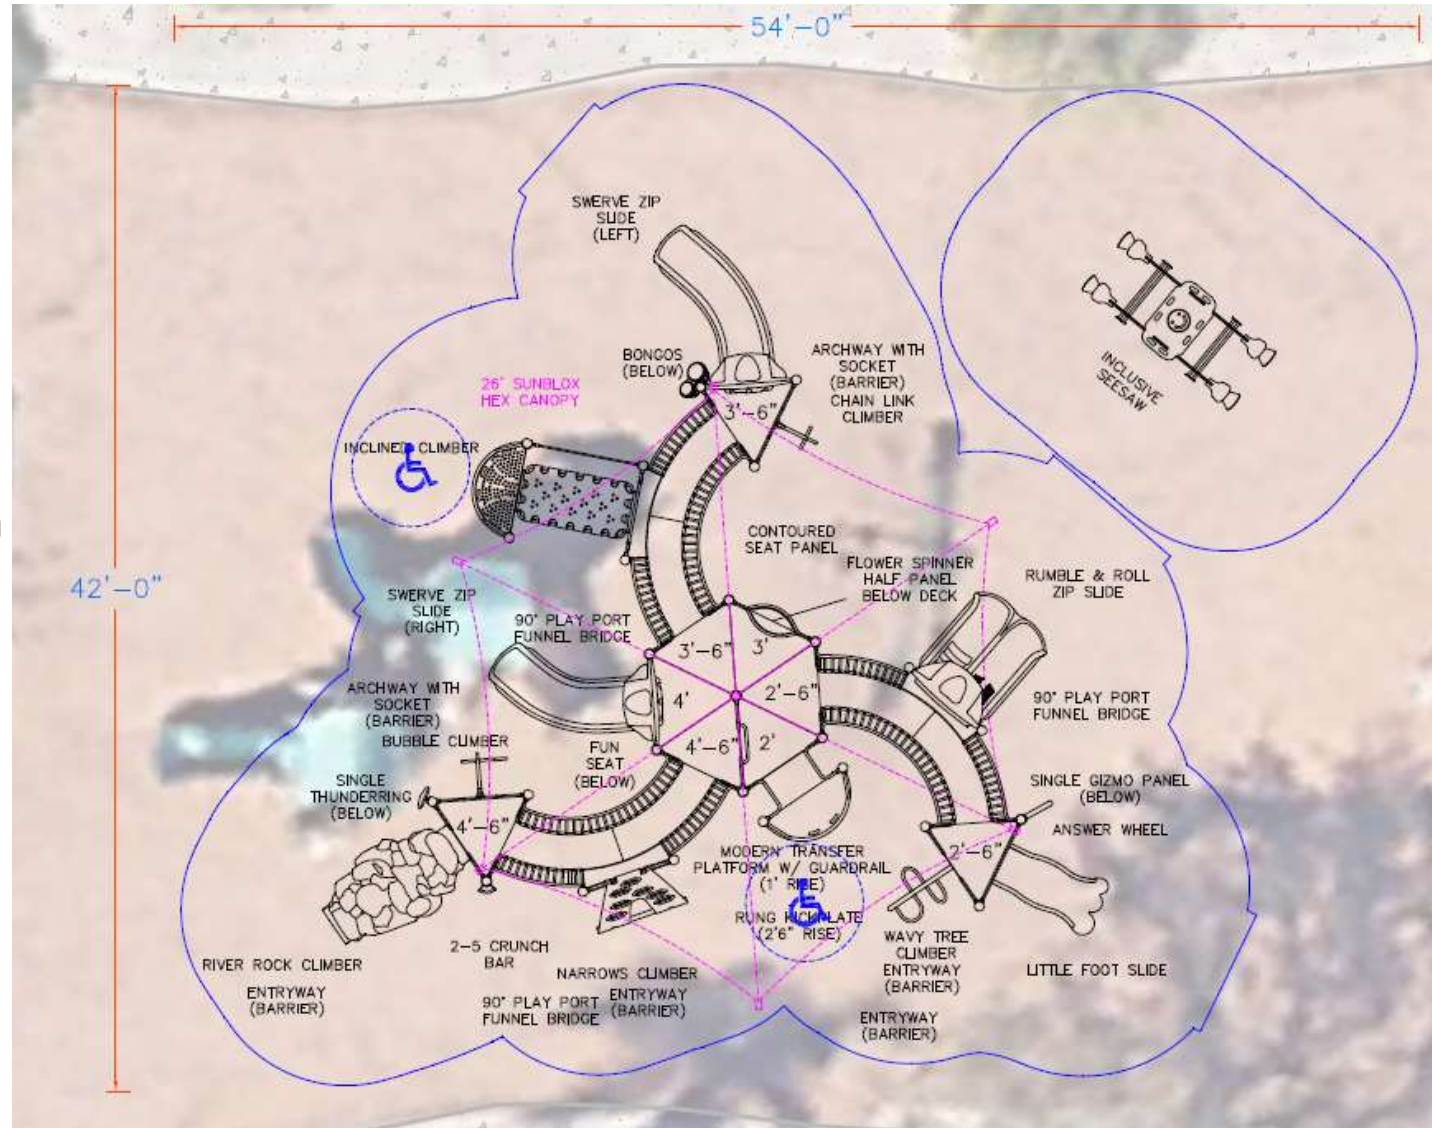 54'-0"
42'-0"
SWERVE ZIP
SLIDE
(LEFT)
BONGOS
(BELOW)
ARCHWAY WITH
SOCKET
(BARRIER)
CHAIN LINK
CLIMBER
INCLUSIVE
SEESAW
26' SUNBLOX
HEX CANOPY
3'-6"
INCLINED CLIMBER
CONTOURED
SEAT PANEL
FLOWER SPINNER
HALF PANEL
BELOW DECK
RUMBLE & ROLL
ZIP SLIDE
SWERVE ZIP
SLIDE
(RIGHT)
90° PLAY PORT
FUNNEL BRIDGE
3'-6"
3'
4'
2'-6"
4'-6"
2'
ARCHWAY WITH
SOCKET
(BARRIER)
BUBBLE CLIMBER
90° PLAY PORT
FUNNEL BRIDGE
FUN
SEAT
(BELOW)
SINGLE
THUNDERRING
(BELOW)
4'-6"
SINGLE GIZMO PANEL
(BELOW)
ANSWER WHEEL
2'-6"
MODERN TRANSFER
PLATFORM W/ GUARDRAIL
(1' RISE)
RUNG KICKPLATE
(2'6" RISE)
WAVY TREE
CLIMBER
ENTRYWAY
(BARRIER)
LITTLE FOOT SLIDE
RIVER ROCK CLIMBER
ENTRYWAY
(BARRIER)
2-5 CRUNCH
BAR
NARROWS CLIMBER
ENTRYWAY
(BARRIER)
90° PLAY PORT
FUNNEL BRIDGE
ENTRYWAY
(BARRIER)